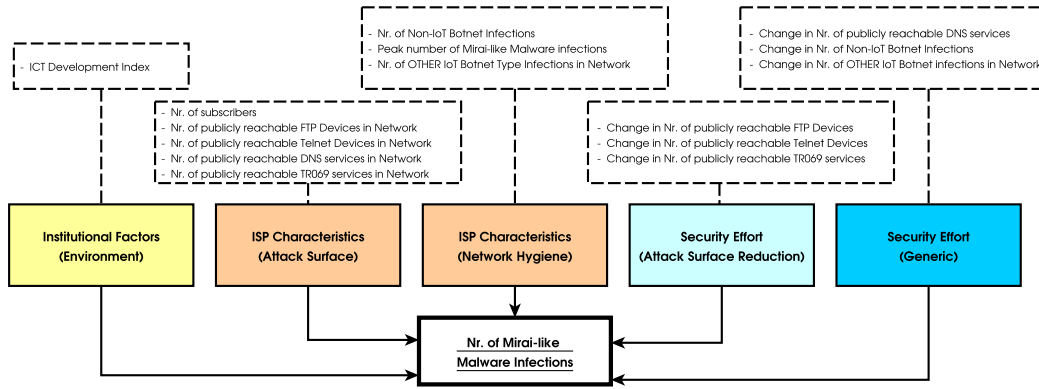 - ICT Development Index
- Nr. of subscribers
- Nr. of publicly reachable FTP Devices in Network
- Nr. of publicly reachable Telnet Devices in Network
- Nr. of publicly reachable DNS services in Network
- Nr. of publicly reachable TR069 services in Network
- Nr. of Non-IoT Botnet Infections
- Peak number of Mirai-like Malware infections
- Nr. of OTHER IoT Botnet Type Infections in Network
- Change in Nr. of publicly reachable FTP Devices
- Change in Nr. of publicly reachable Telnet Devices
- Change in Nr. of publicly reachable TR069 services
- Change in Nr. of publicly reachable DNS services
- Change in Nr. of Non-IoT Botnet Infections
- Change in Nr. of OTHER IoT Botnet infections in Network
Institutional Factors
(Environment)
ISP Characteristics
(Attack Surface)
ISP Characteristics
(Network Hygiene)
Security Effort
(Attack Surface Reduction)
Security Effort
(Generic)
Nr. of Mirai-like
Malware Infections